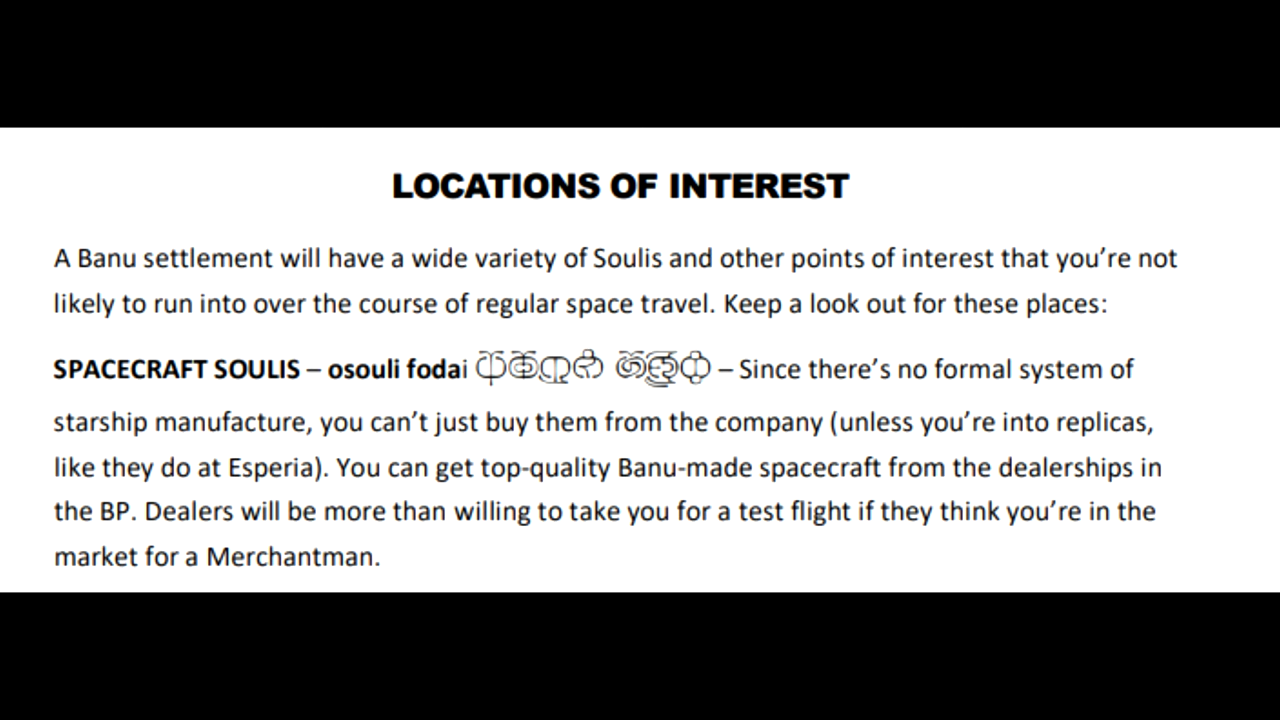 LOCATIONS OF INTEREST
A Banu settlement will have a wide variety of Soulis and other points of interest that you’re not
likely to run into over the course of regular space travel. Keep a look out for these places:
SPACECRAFT SOULIS – osouli fodai – Since there’s no formal system of
starship manufacture, you can’t just buy them from the company (unless you’re into replicas,
like they do at Esperia). You can get top-quality Banu-made spacecraft from the dealerships in
the BP. Dealers will be more than willing to take you for a test flight if they think you’re in the
market for a Merchantman.